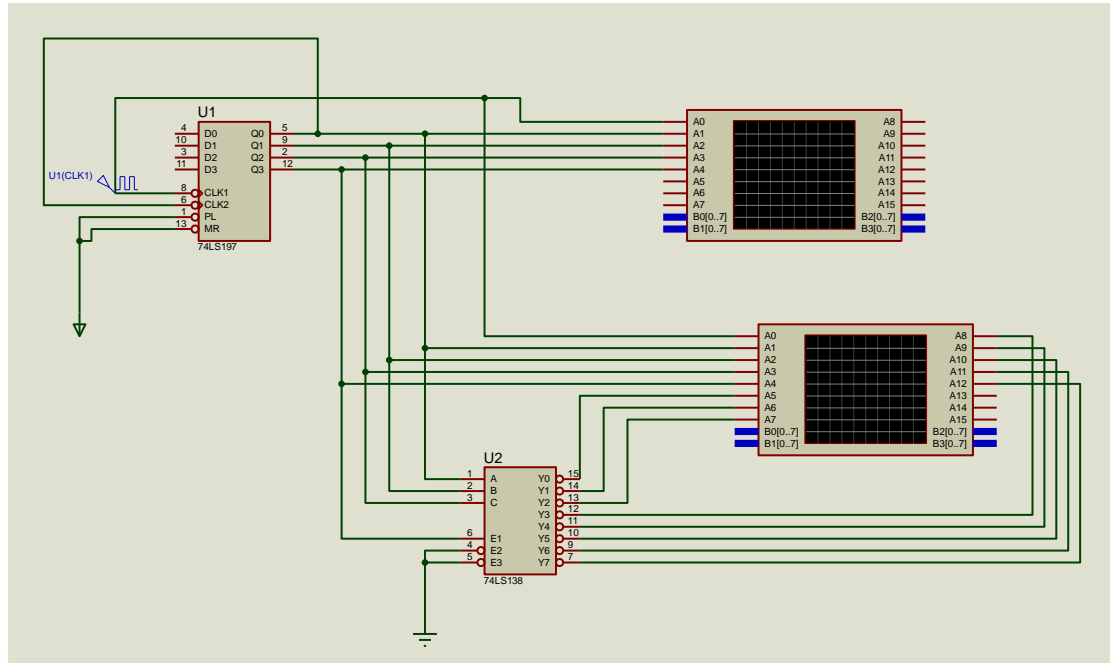 U1
4 D0 Q0 5
10 D1 Q1 9
3 D2 Q2 2
11 D3 Q3 12
U1(CLK1)
8 CLK1
6 CLK2
1 PL
13 MR
74LS197
A0 A8
A1 A9
A2 A10
A3 A11
A4 A12
A5 A13
A6 A14
A7 A15
B0[0..7] B2[0..7]
B1[0..7] B3[0..7]
A0 A8
A1 A9
A2 A10
A3 A11
A4 A12
A5 A13
A6 A14
A7 A15
B0[0..7] B2[0..7]
B1[0..7] B3[0..7]
U2
1 A Y0 15
2 B Y1 14
3 C Y2 13
Y3 12
Y4 11
6 E1 Y5 10
4 E2 Y6 9
5 E3 Y7 7
74LS138